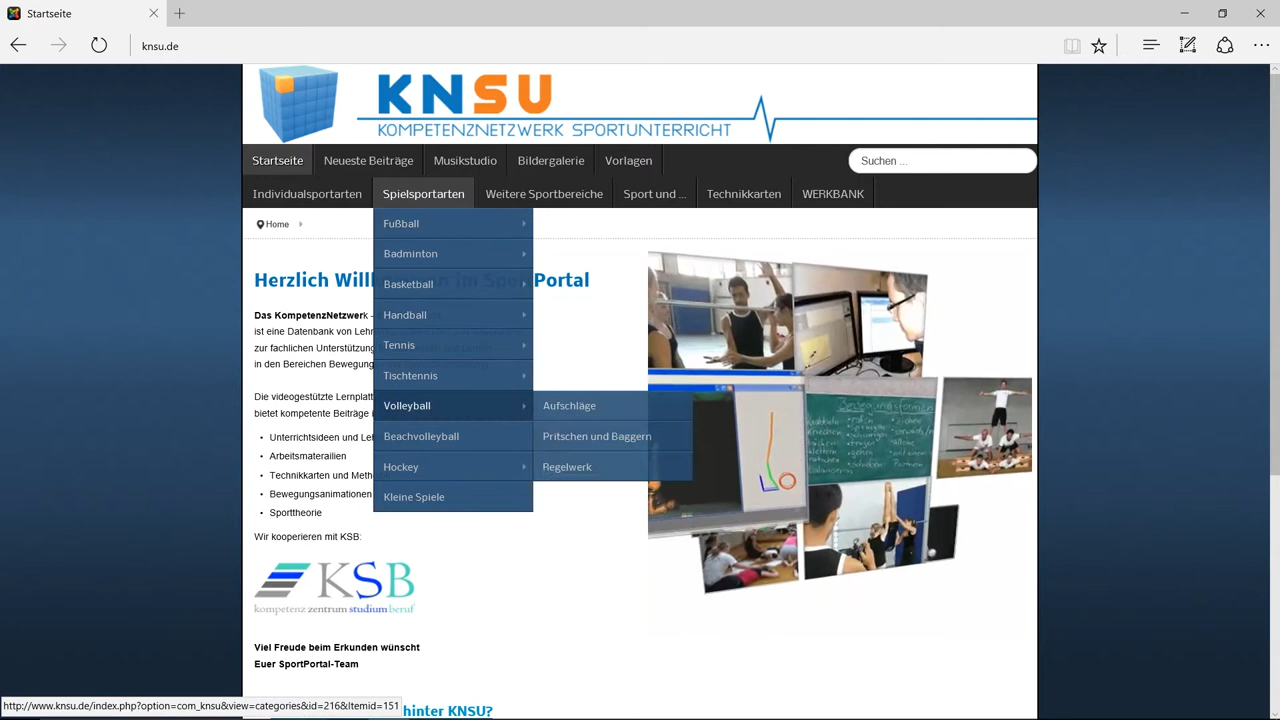 Startseite
knsu.de
KNSU
KOMPETENZNETZWERK SPORTUNTERRICHT
Startseite Neueste Beiträge Musikstudio Bildergalerie Vorlagen
Suchen ...
Individualsportarten Spielsportarten Weitere Sportbereiche Sport und ... Technikkarten WERKBANK
Home
Fußball
Badminton
Basketball
Handball
Tennis
Tischtennis
Volleyball
Beachvolleyball
Hockey
Kleine Spiele
Aufschläge
Pritschen und Baggern
Regelwerk
Herzlich Will
Portal
Das KompetenzNetzwerk
ist eine Datenbank von Leh
zur fachlichen Unterstützung
in den Bereichen Bewegung
Die videogestützte Lernplatt
bietet kompetente Beiträge
• Unterrichtsideen und Leh
• Arbeitsmaterailien
• Technikkarten und Meth
• Bewegungsanimationen
• Sporttheorie
Wir kooperieren mit KSB:
KSB
kompetenz zentrum studium beruf
Viel Freude beim Erkunden wünscht
Euer SportPortal-Team
hinter KNSU?
http://www.knsu.de/index.php?option=com_knsu&view=categories&id=216&Itemid=151